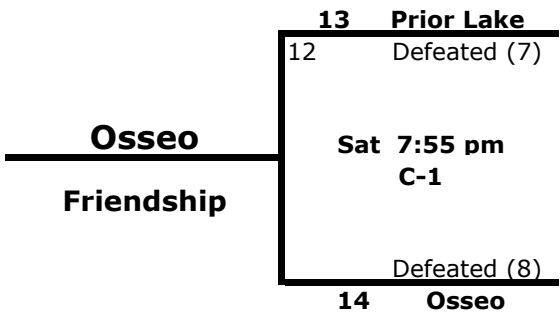 13 Prior Lake
12 Defeated (7)
Osseo
Sat 7:55 pm
C-1
Friendship
Defeated (8)
14 Osseo